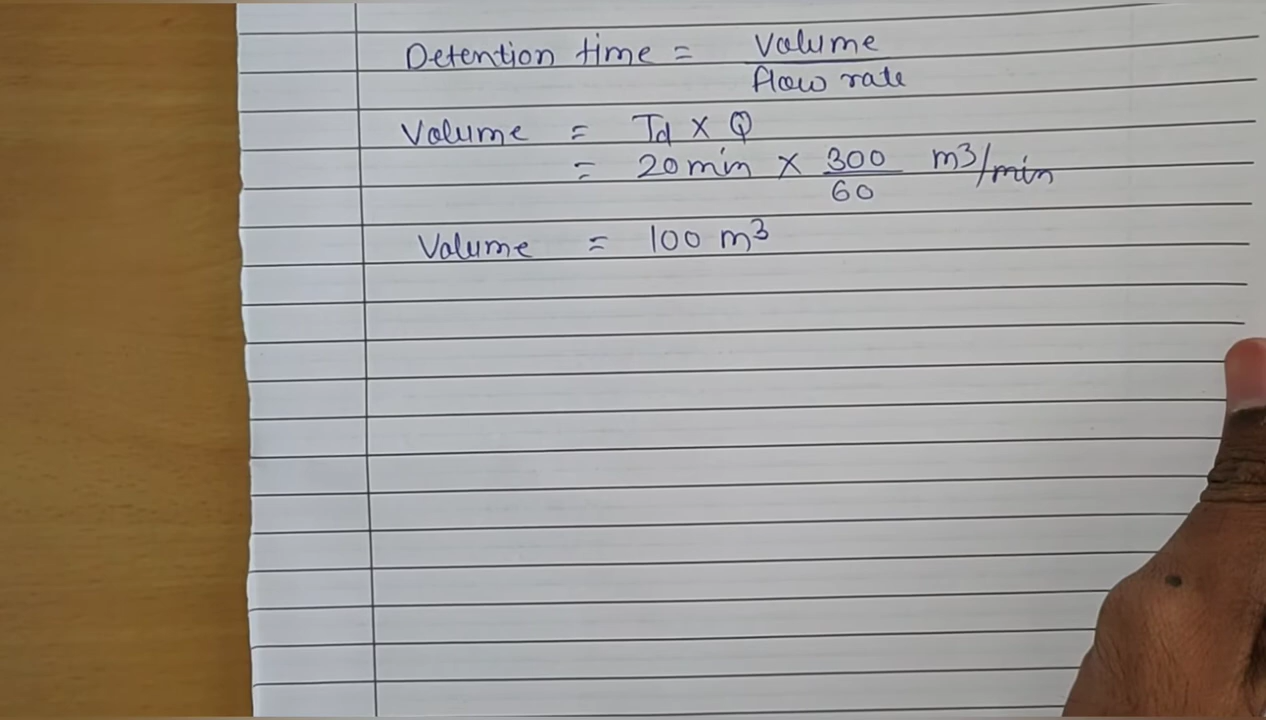 Detention time = Volume / flow rate
Volume = Td X Q
= 20 min X 300/60 m3/min
Volume = 100 m3